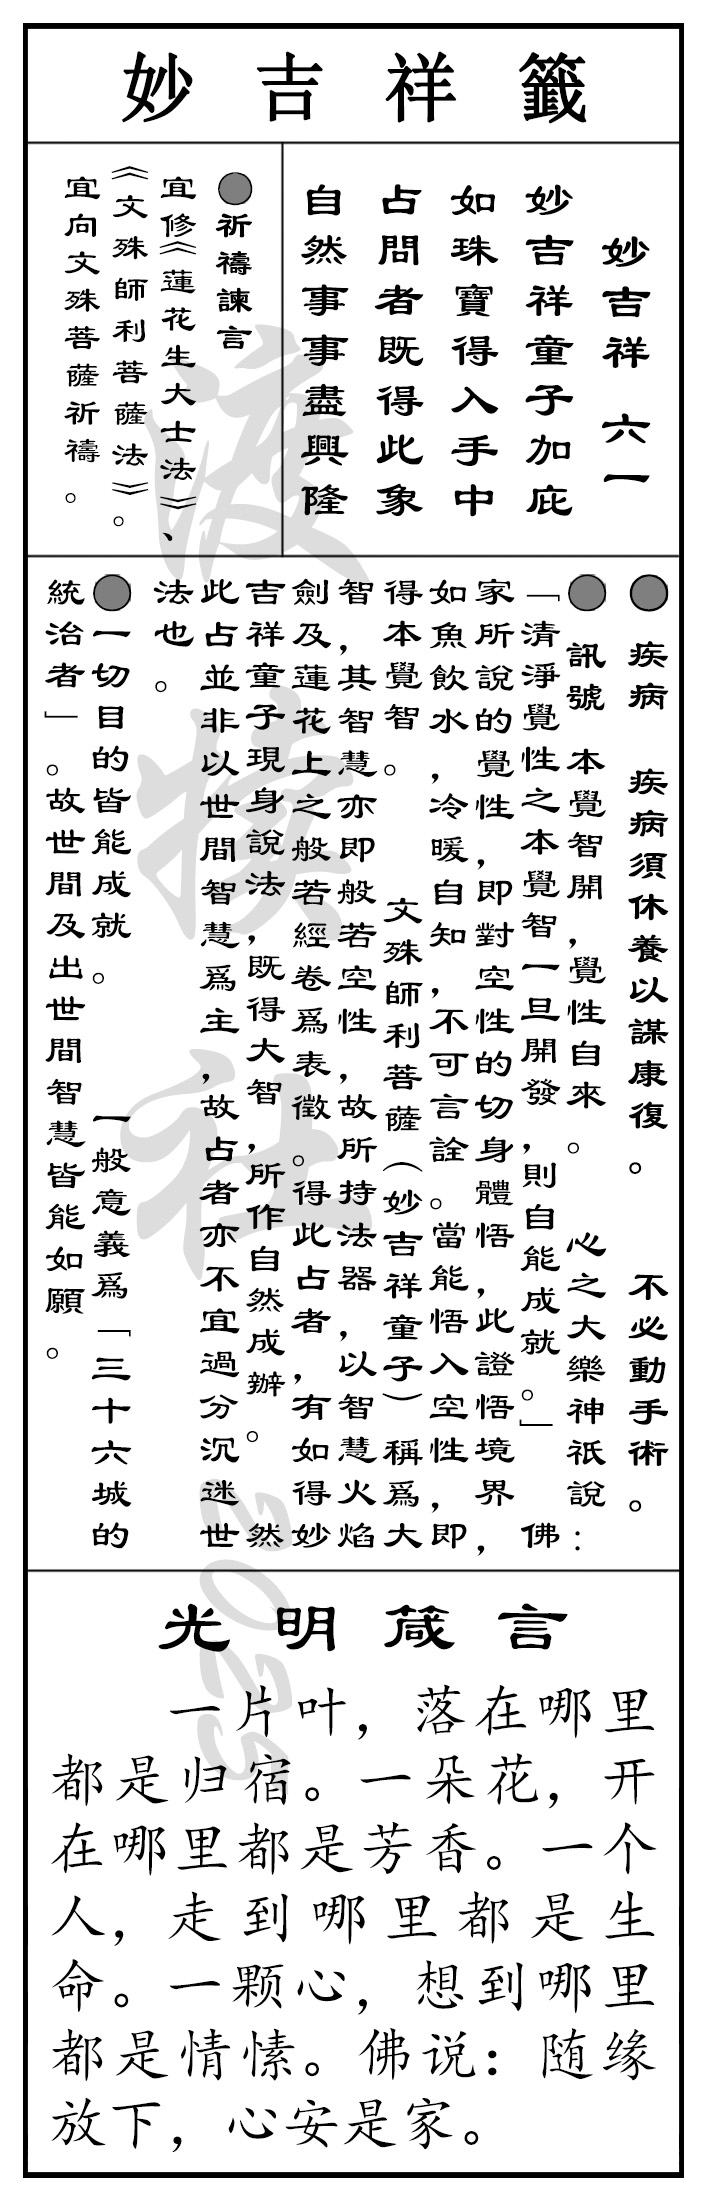 妙吉祥籤
妙吉祥 六一
妙吉祥童子加庇
如珠寶得入手中
占問者既得此象
自然事事盡興隆
●祈禱諫言
宜修《蓮花生大士法》、
《文殊師利菩薩法》。
宜向文殊菩薩祈禱。
● 疾病 疾病須休養以謀康復。 不必動手術。
● 訊號 本覺智開，覺性自來。 心之大樂神祇說：
「清淨覺性之本覺智一旦開發，則自能成就。」 佛
家所說的覺性，即對空性的切身體悟，此證悟境界，
如魚飲水，冷暖自知，不可言詮。當能悟入空性，即
得本覺智。 文殊師利菩薩（妙吉祥童子）稱爲大
智，其智慧亦即般若空性，故所持法器，以智慧火焰
劍及蓮花上之般若經卷爲表徵。得此占者，有如得妙
吉祥童子現身說法，既得大智，所作自然成辦。 然
此占並非以世間智慧爲主，故占者亦不宜過分沉迷世
法也。
●一切目的皆能成就。 一般意義爲「三十六城的
統治者」。故世間及出世間智慧皆能如願。
光明箴言
一片叶，落在哪里
都是归宿。一朵花，开
在哪里都是芳香。一个
人，走到哪里都是生
命。一颗心，想到哪里
都是情愫。佛说：随缘
放下，心安是家。
2025